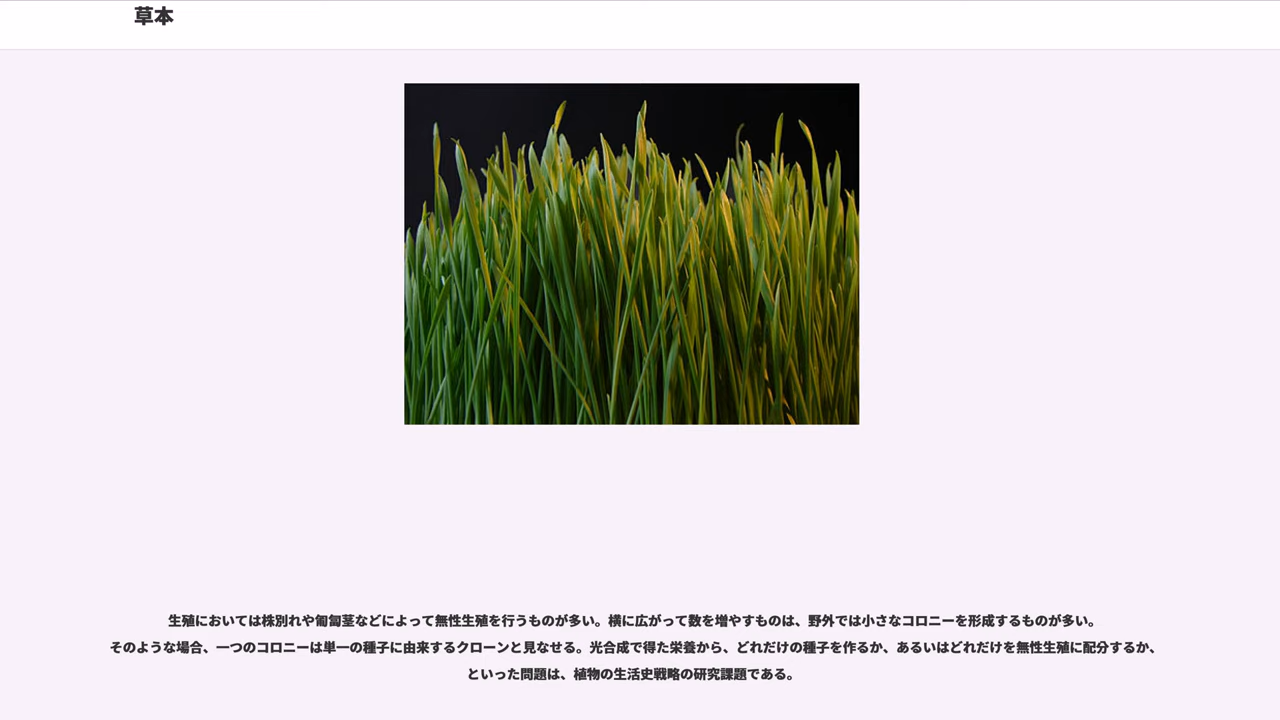 草本
生殖においては株別れや匍匐茎などによって無性生殖を行うものが多い。横に広がって数を増やすものは、野外では小さなコロニーを形成するものが多い。
そのような場合、一つのコロニーは単一の種子に由来するクローンと見なせる。光合成で得た栄養から、どれだけの種子を作るか、あるいはどれだけを無性生殖に配分するか、
といった問題は、植物の生活史戦略の研究課題である。